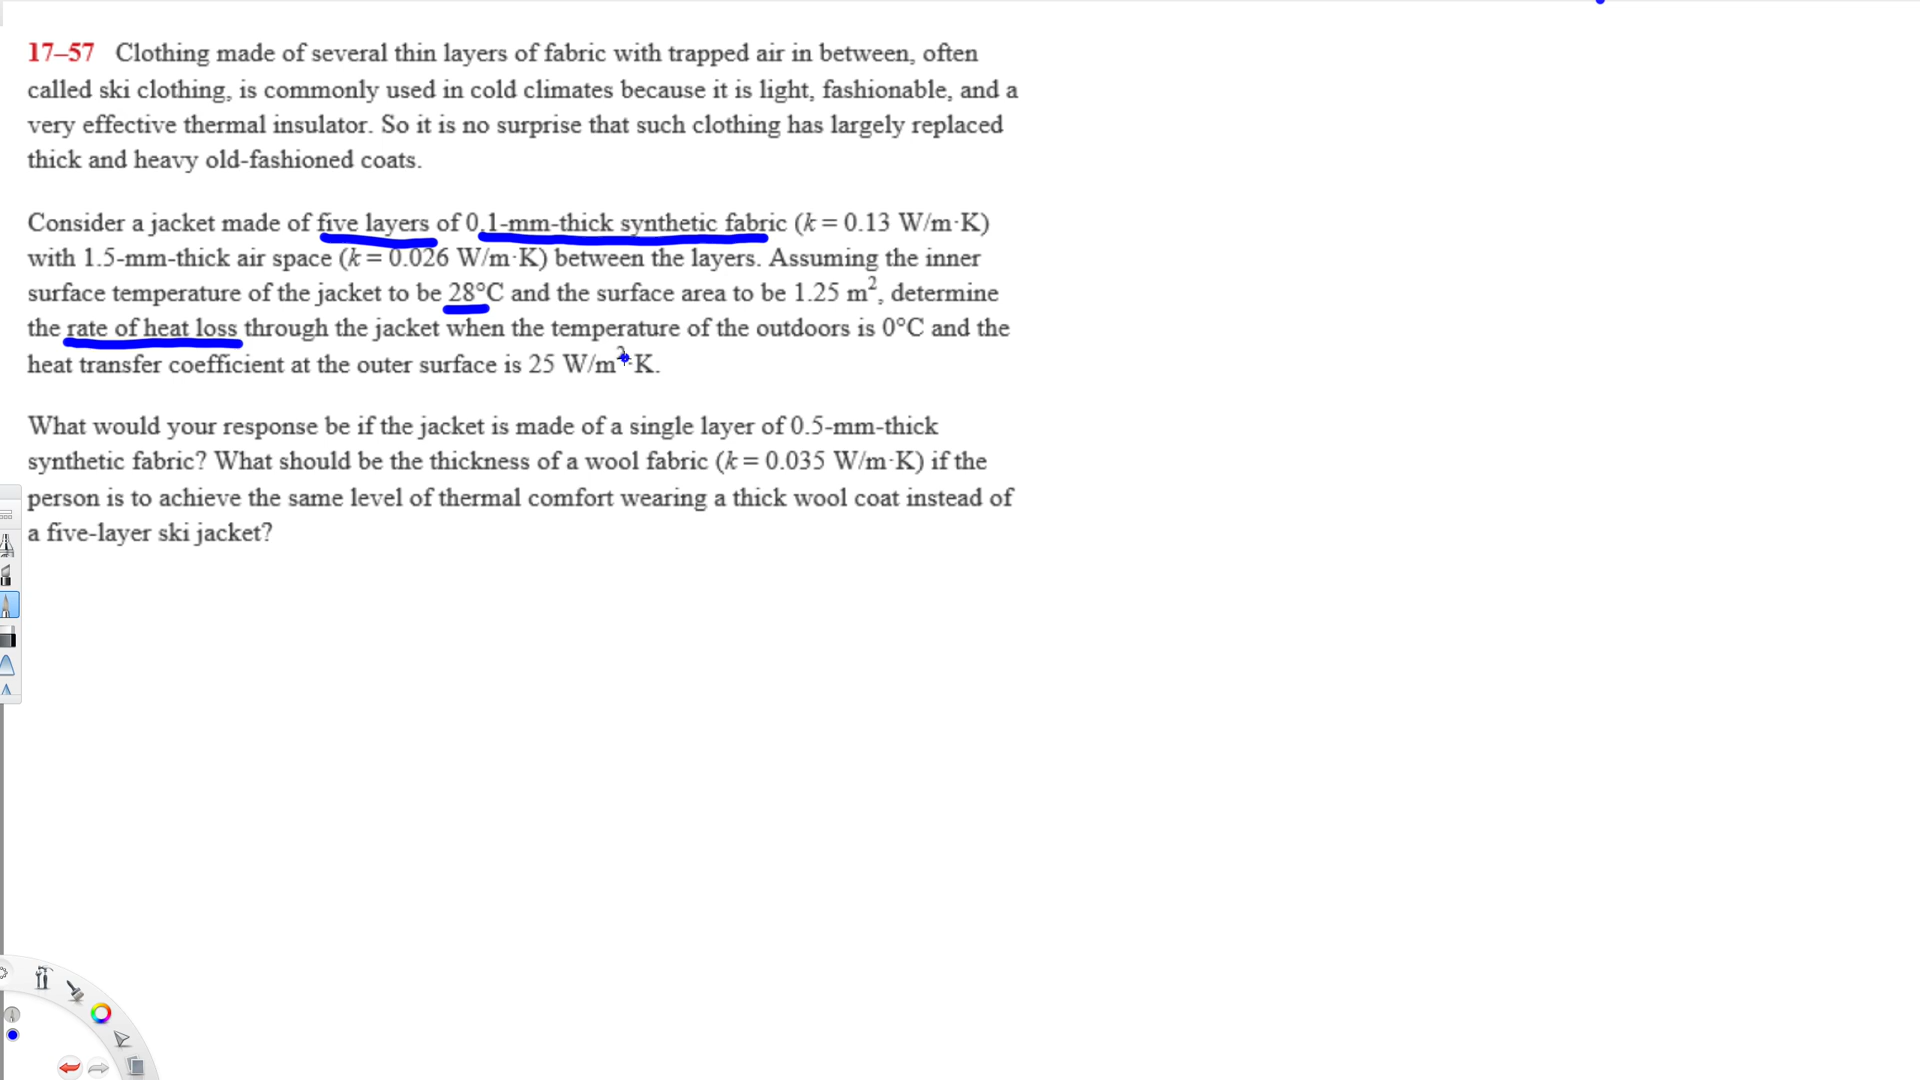 17–57 Clothing made of several thin layers of fabric with trapped air in between, often
called ski clothing, is commonly used in cold climates because it is light, fashionable, and a
very effective thermal insulator. So it is no surprise that such clothing has largely replaced
thick and heavy old-fashioned coats.
Consider a jacket made of five layers of 0.1-mm-thick synthetic fabric (k = 0.13 W/m·K)
with 1.5-mm-thick air space (k = 0.026 W/m·K) between the layers. Assuming the inner
surface temperature of the jacket to be 28°C and the surface area to be 1.25 m², determine
the rate of heat loss through the jacket when the temperature of the outdoors is 0°C and the
heat transfer coefficient at the outer surface is 25 W/m²·K.
What would your response be if the jacket is made of a single layer of 0.5-mm-thick
synthetic fabric? What should be the thickness of a wool fabric (k = 0.035 W/m·K) if the
person is to achieve the same level of thermal comfort wearing a thick wool coat instead of
a five-layer ski jacket?